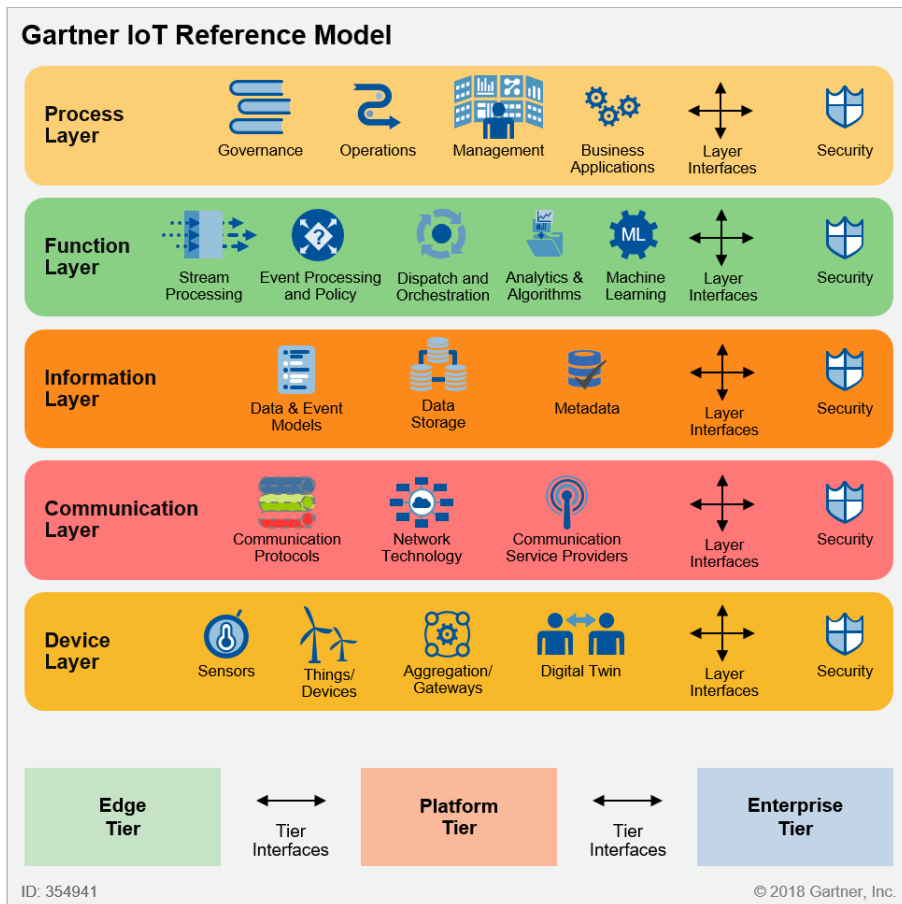 Gartner IoT Reference Model
Process
Layer
Governance
Operations
Management
Business
Applications
Layer
Interfaces
Security
Function
Layer
Stream
Processing
Event Processing
and Policy
Dispatch and
Orchestration
Analytics &
Algorithms
ML
Machine
Learning
Layer
Interfaces
Security
Information
Layer
Data & Event
Models
Data
Storage
Metadata
Layer
Interfaces
Security
Communication
Layer
Communication
Protocols
Network
Technology
Communication
Service Providers
Layer
Interfaces
Security
Device
Layer
Sensors
Things/
Devices
Aggregation/
Gateways
Digital Twin
Layer
Interfaces
Security
Edge
Tier
Tier
Interfaces
Platform
Tier
Tier
Interfaces
Enterprise
Tier
ID: 354941
© 2018 Gartner, Inc.